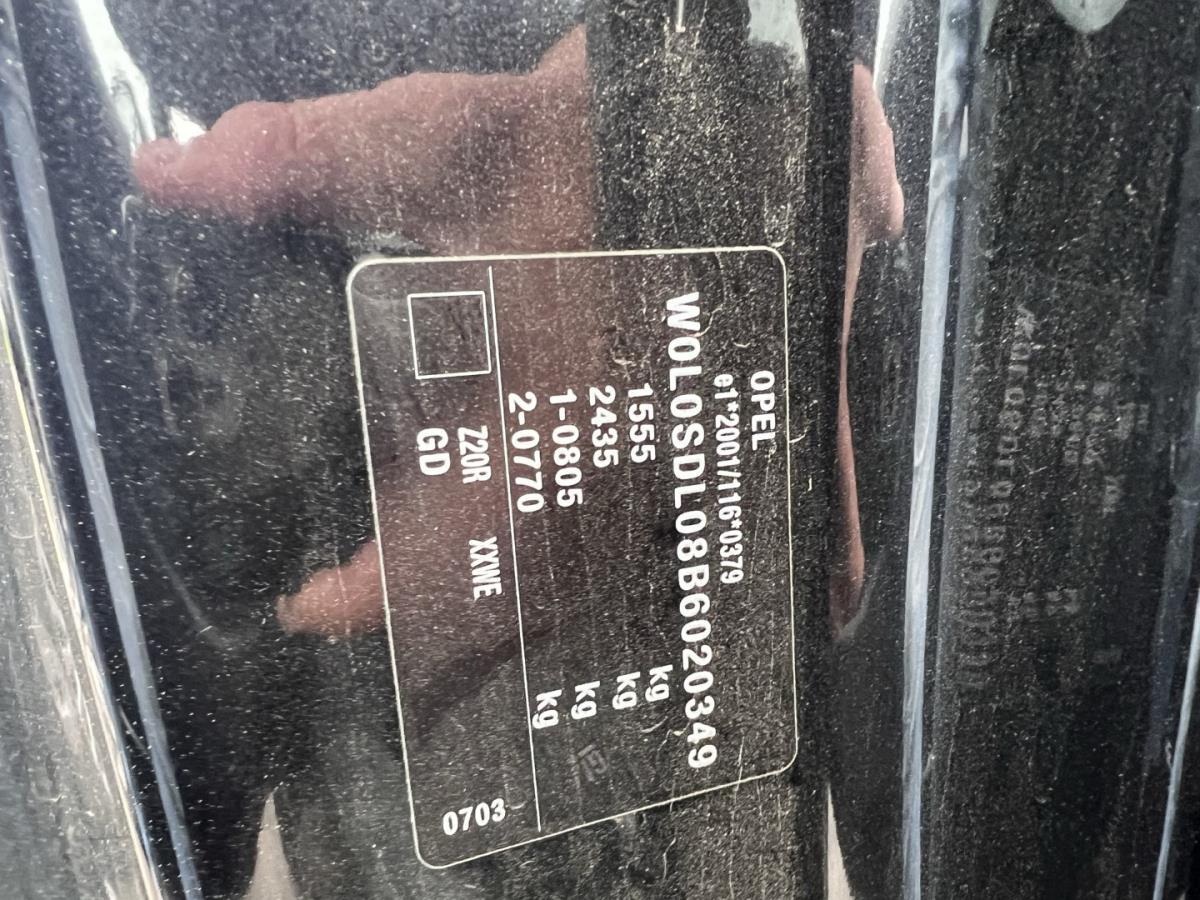 OPEL
e1*2001/116*0379
W0L0SDL08B6020349
1555 kg
2435 kg
1-0805 kg
2-0770 kg
Z20R XXWE
GD
0703